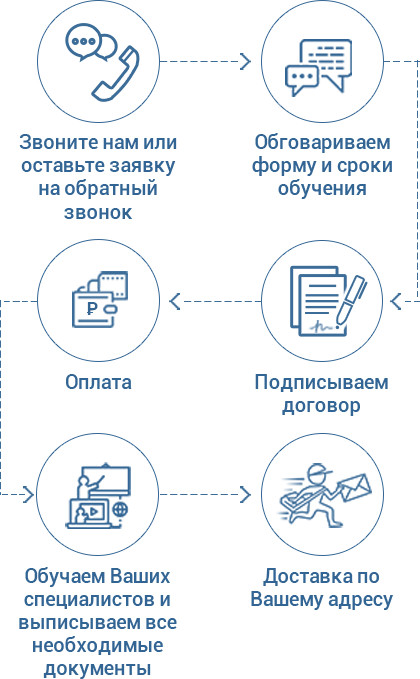 Звоните нам или
оставьте заявку
на обратный
звонок
Обговариваем
форму и сроки
обучения
Подписываем
договор
₽
Оплата
Обучаем Ваших
специалистов и
выписываем все
необходимые
документы
Доставка по
Вашему адресу